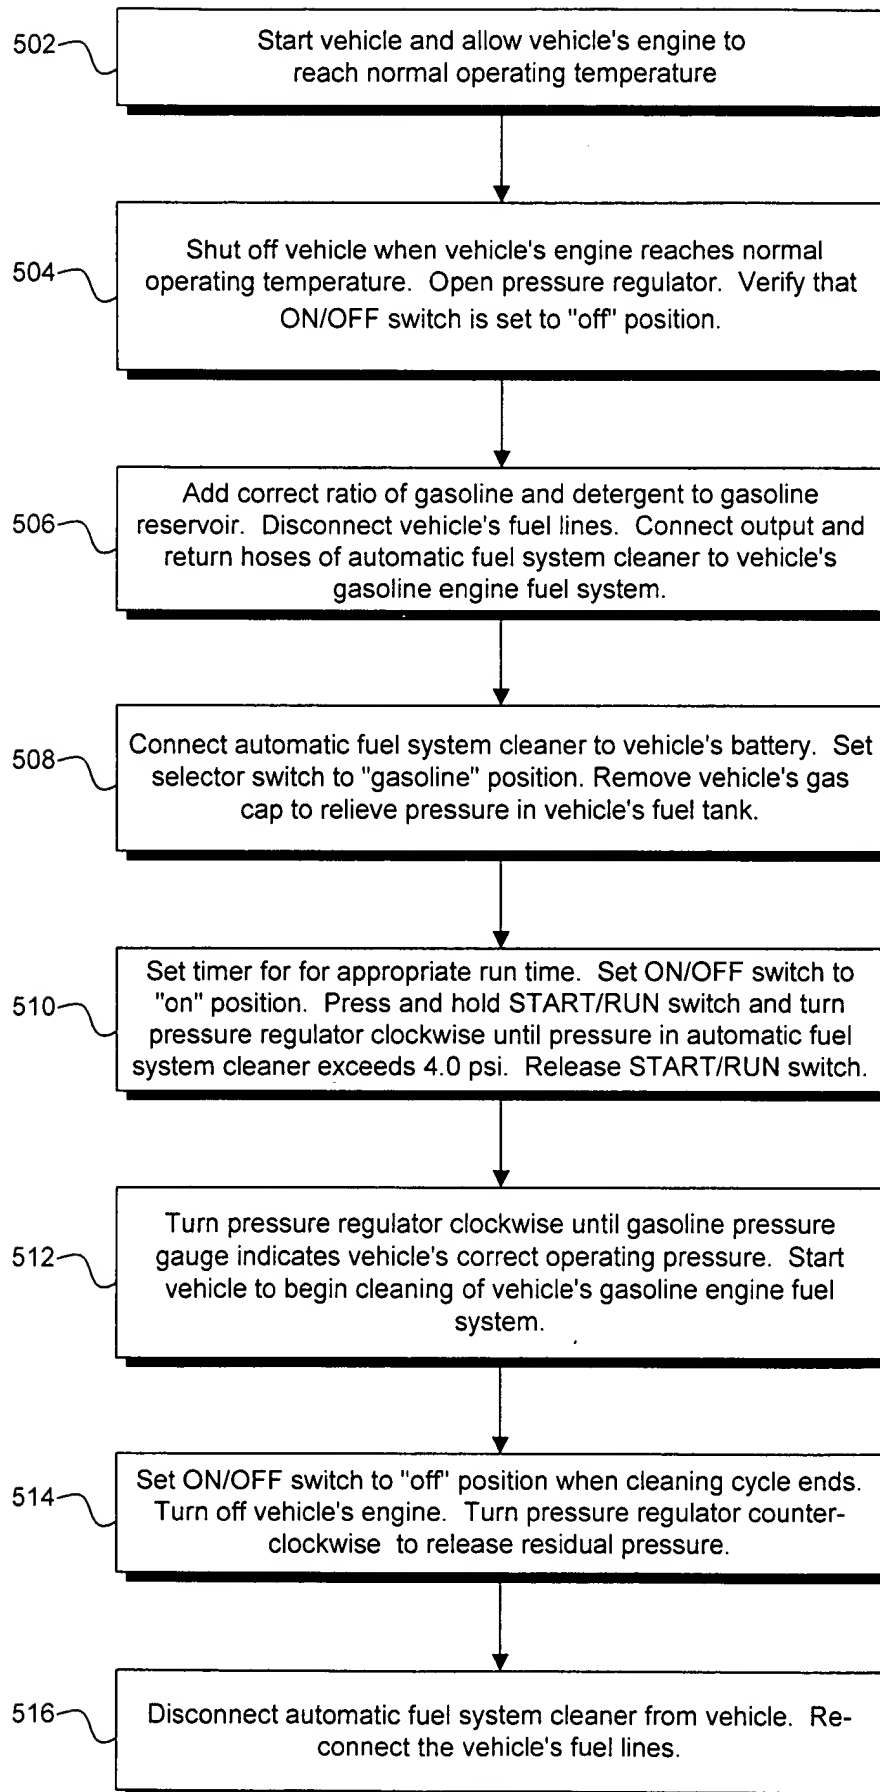 502
Start vehicle and allow vehicle's engine to
reach normal operating temperature
504
Shut off vehicle when vehicle's engine reaches normal
operating temperature. Open pressure regulator. Verify that
ON/OFF switch is set to "off" position.
506
Add correct ratio of gasoline and detergent to gasoline
reservoir. Disconnect vehicle's fuel lines. Connect output and
return hoses of automatic fuel system cleaner to vehicle's
gasoline engine fuel system.
508
Connect automatic fuel system cleaner to vehicle's battery. Set
selector switch to "gasoline" position. Remove vehicle's gas
cap to relieve pressure in vehicle's fuel tank.
510
Set timer for for appropriate run time. Set ON/OFF switch to
"on" position. Press and hold START/RUN switch and turn
pressure regulator clockwise until pressure in automatic fuel
system cleaner exceeds 4.0 psi. Release START/RUN switch.
512
Turn pressure regulator clockwise until gasoline pressure
gauge indicates vehicle's correct operating pressure. Start
vehicle to begin cleaning of vehicle's gasoline engine fuel
system.
514
Set ON/OFF switch to "off" position when cleaning cycle ends.
Turn off vehicle's engine. Turn pressure regulator counter-
clockwise to release residual pressure.
516
Disconnect automatic fuel system cleaner from vehicle. Re-
connect the vehicle's fuel lines.